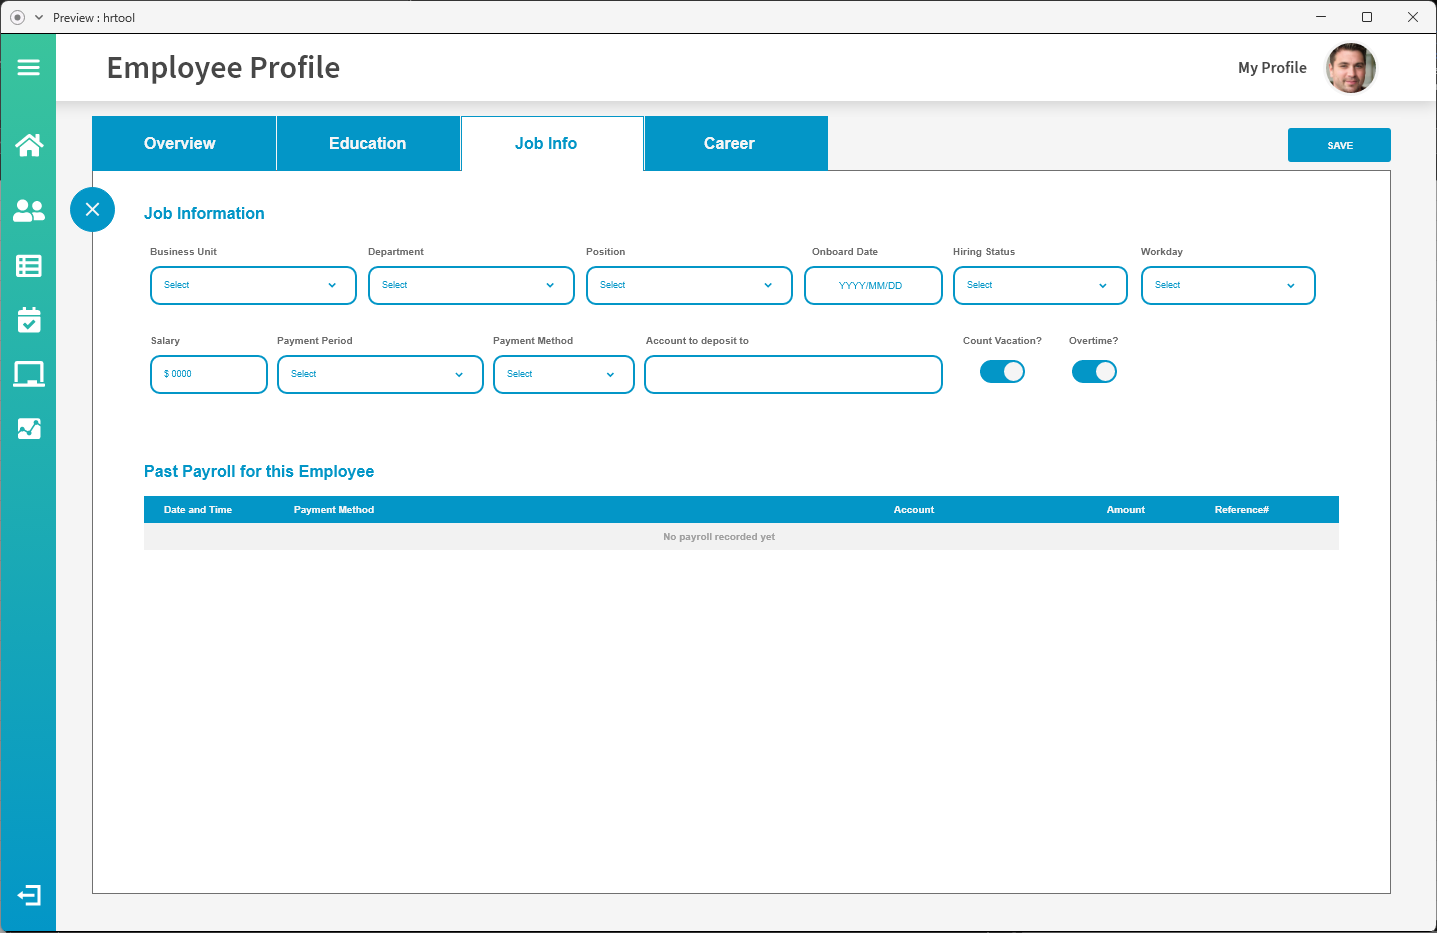 Preview : hrtool
Employee Profile
My Profile
Overview
Education
Job Info
Career
SAVE
Job Information
Business Unit
Department
Position
Onboard Date
Hiring Status
Workday
Select
Select
Select
YYYY/MM/DD
Select
Select
Salary
Payment Period
Payment Method
Account to deposit to
Count Vacation?
Overtime?
$ 0000
Select
Select
Past Payroll for this Employee
Date and Time
Payment Method
Account
Amount
Reference#
No payroll recorded yet